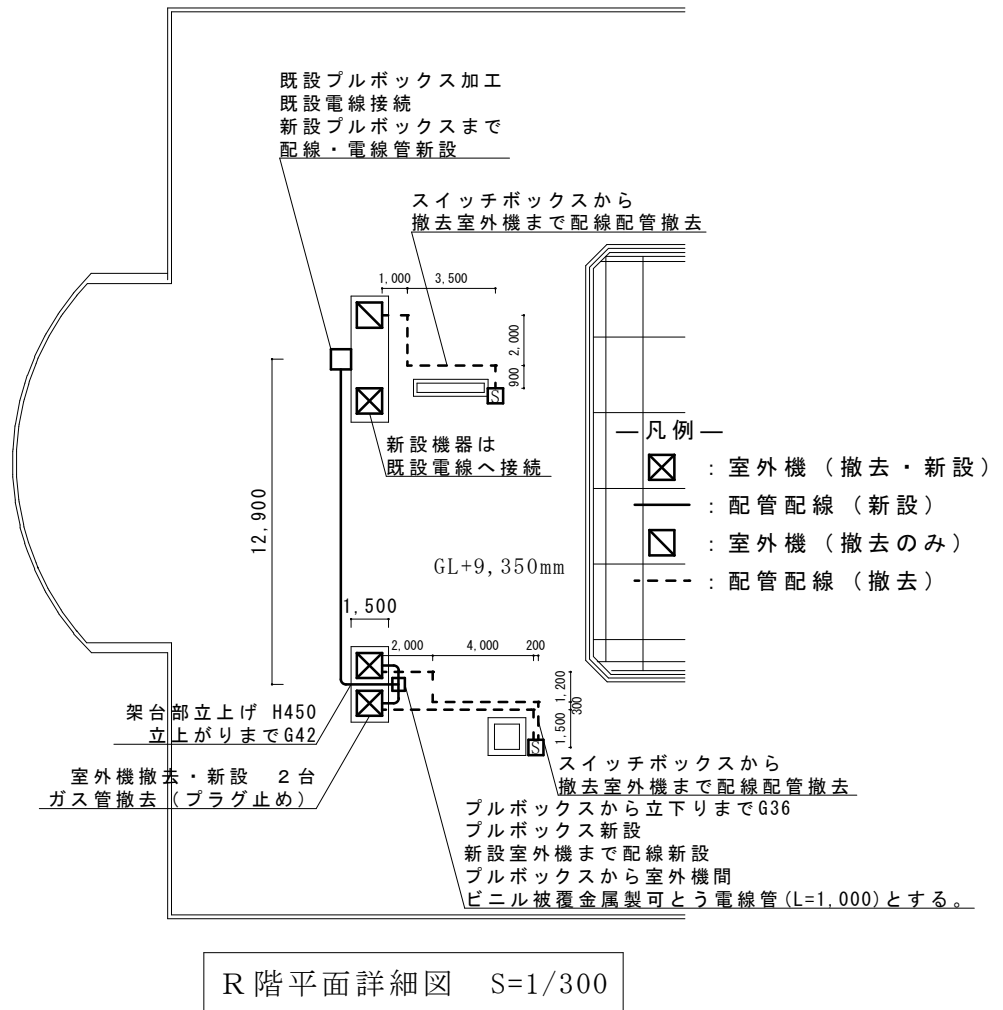 既設プルボックス加工
既設電線接続
新設プルボックスまで
配線・電線管新設
スイッチボックスから
撤去室外機まで配線配管撤去
1,000
3,500
2,000
900
S
新設機器は
既設電線へ接続
12,900
―凡例―
:室外機(撤去・新設)
:配管配線(新設)
:室外機(撤去のみ)
:配管配線(撤去)
GL+9,350mm
1,500
2,000
4,000
200
1,200
300
1,500
S
架台部立上げ H450
立上がりまでG42
室外機撤去・新設 2台
ガス管撤去(プラグ止め)
スイッチボックスから
撤去室外機まで配線配管撤去
プルボックスから立下りまでG36
プルボックス新設
新設室外機まで配線新設
プルボックスから室外機間
ビニル被覆金属製可とう電線管(L=1,000)とする。
R階平面詳細図 S=1/300